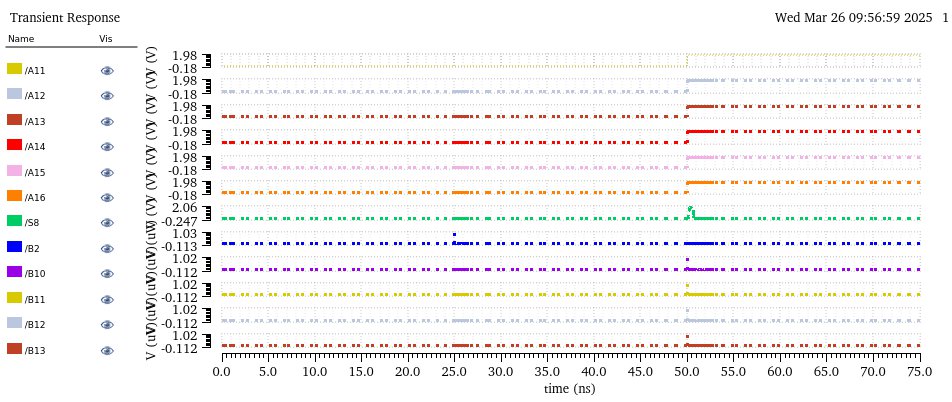 Transient Response Wed Mar 26 09:56:59 2025 1
Name Vis
/A11 V (V) 1.98
-0.18
/A12 V (V) 1.98
-0.18
/A13 V (V) 1.98
-0.18
/A14 V (V) 1.98
-0.18
/A15 V (V) 1.98
-0.18
/A16 V (V) 1.98
-0.18
/S8 V (V) 2.06
-0.247
/B2 V (uV) 1.03
-0.113
/B10 V (uV) 1.02
-0.112
/B11 V (uV) 1.02
-0.112
/B12 V (uV) 1.02
-0.112
/B13 V (uV) 1.02
-0.112
0.0 5.0 10.0 15.0 20.0 25.0 30.0 35.0 40.0 45.0 50.0 55.0 60.0 65.0 70.0 75.0
time (ns)